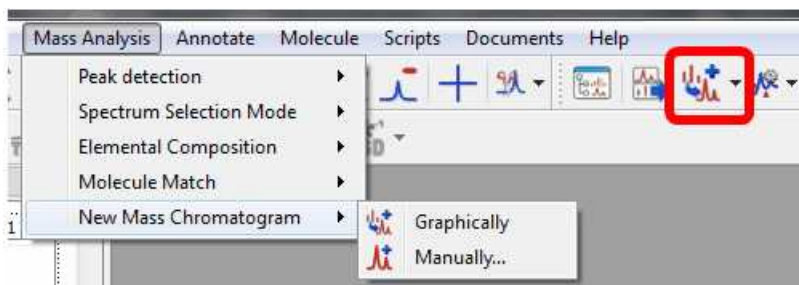 Mass Analysis Annotate Molecule Scripts Documents Help
Peak detection
Spectrum Selection Mode
Elemental Composition
Molecule Match
New Mass Chromatogram
Graphically
Manually...